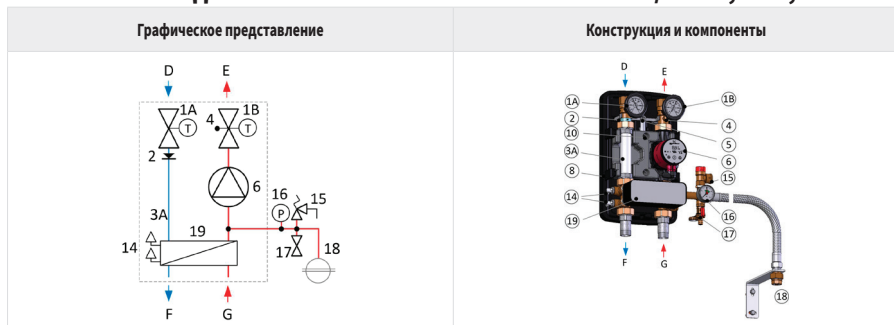 Графическое представление
Конструкция и компоненты
D E
1A 1B
4
T T
2
6
16 15
P
3A
19
14
17 18
F G
D E
1A 1B
2 4
10 5
3A 6
8 15
14
19 16
17
F G
18